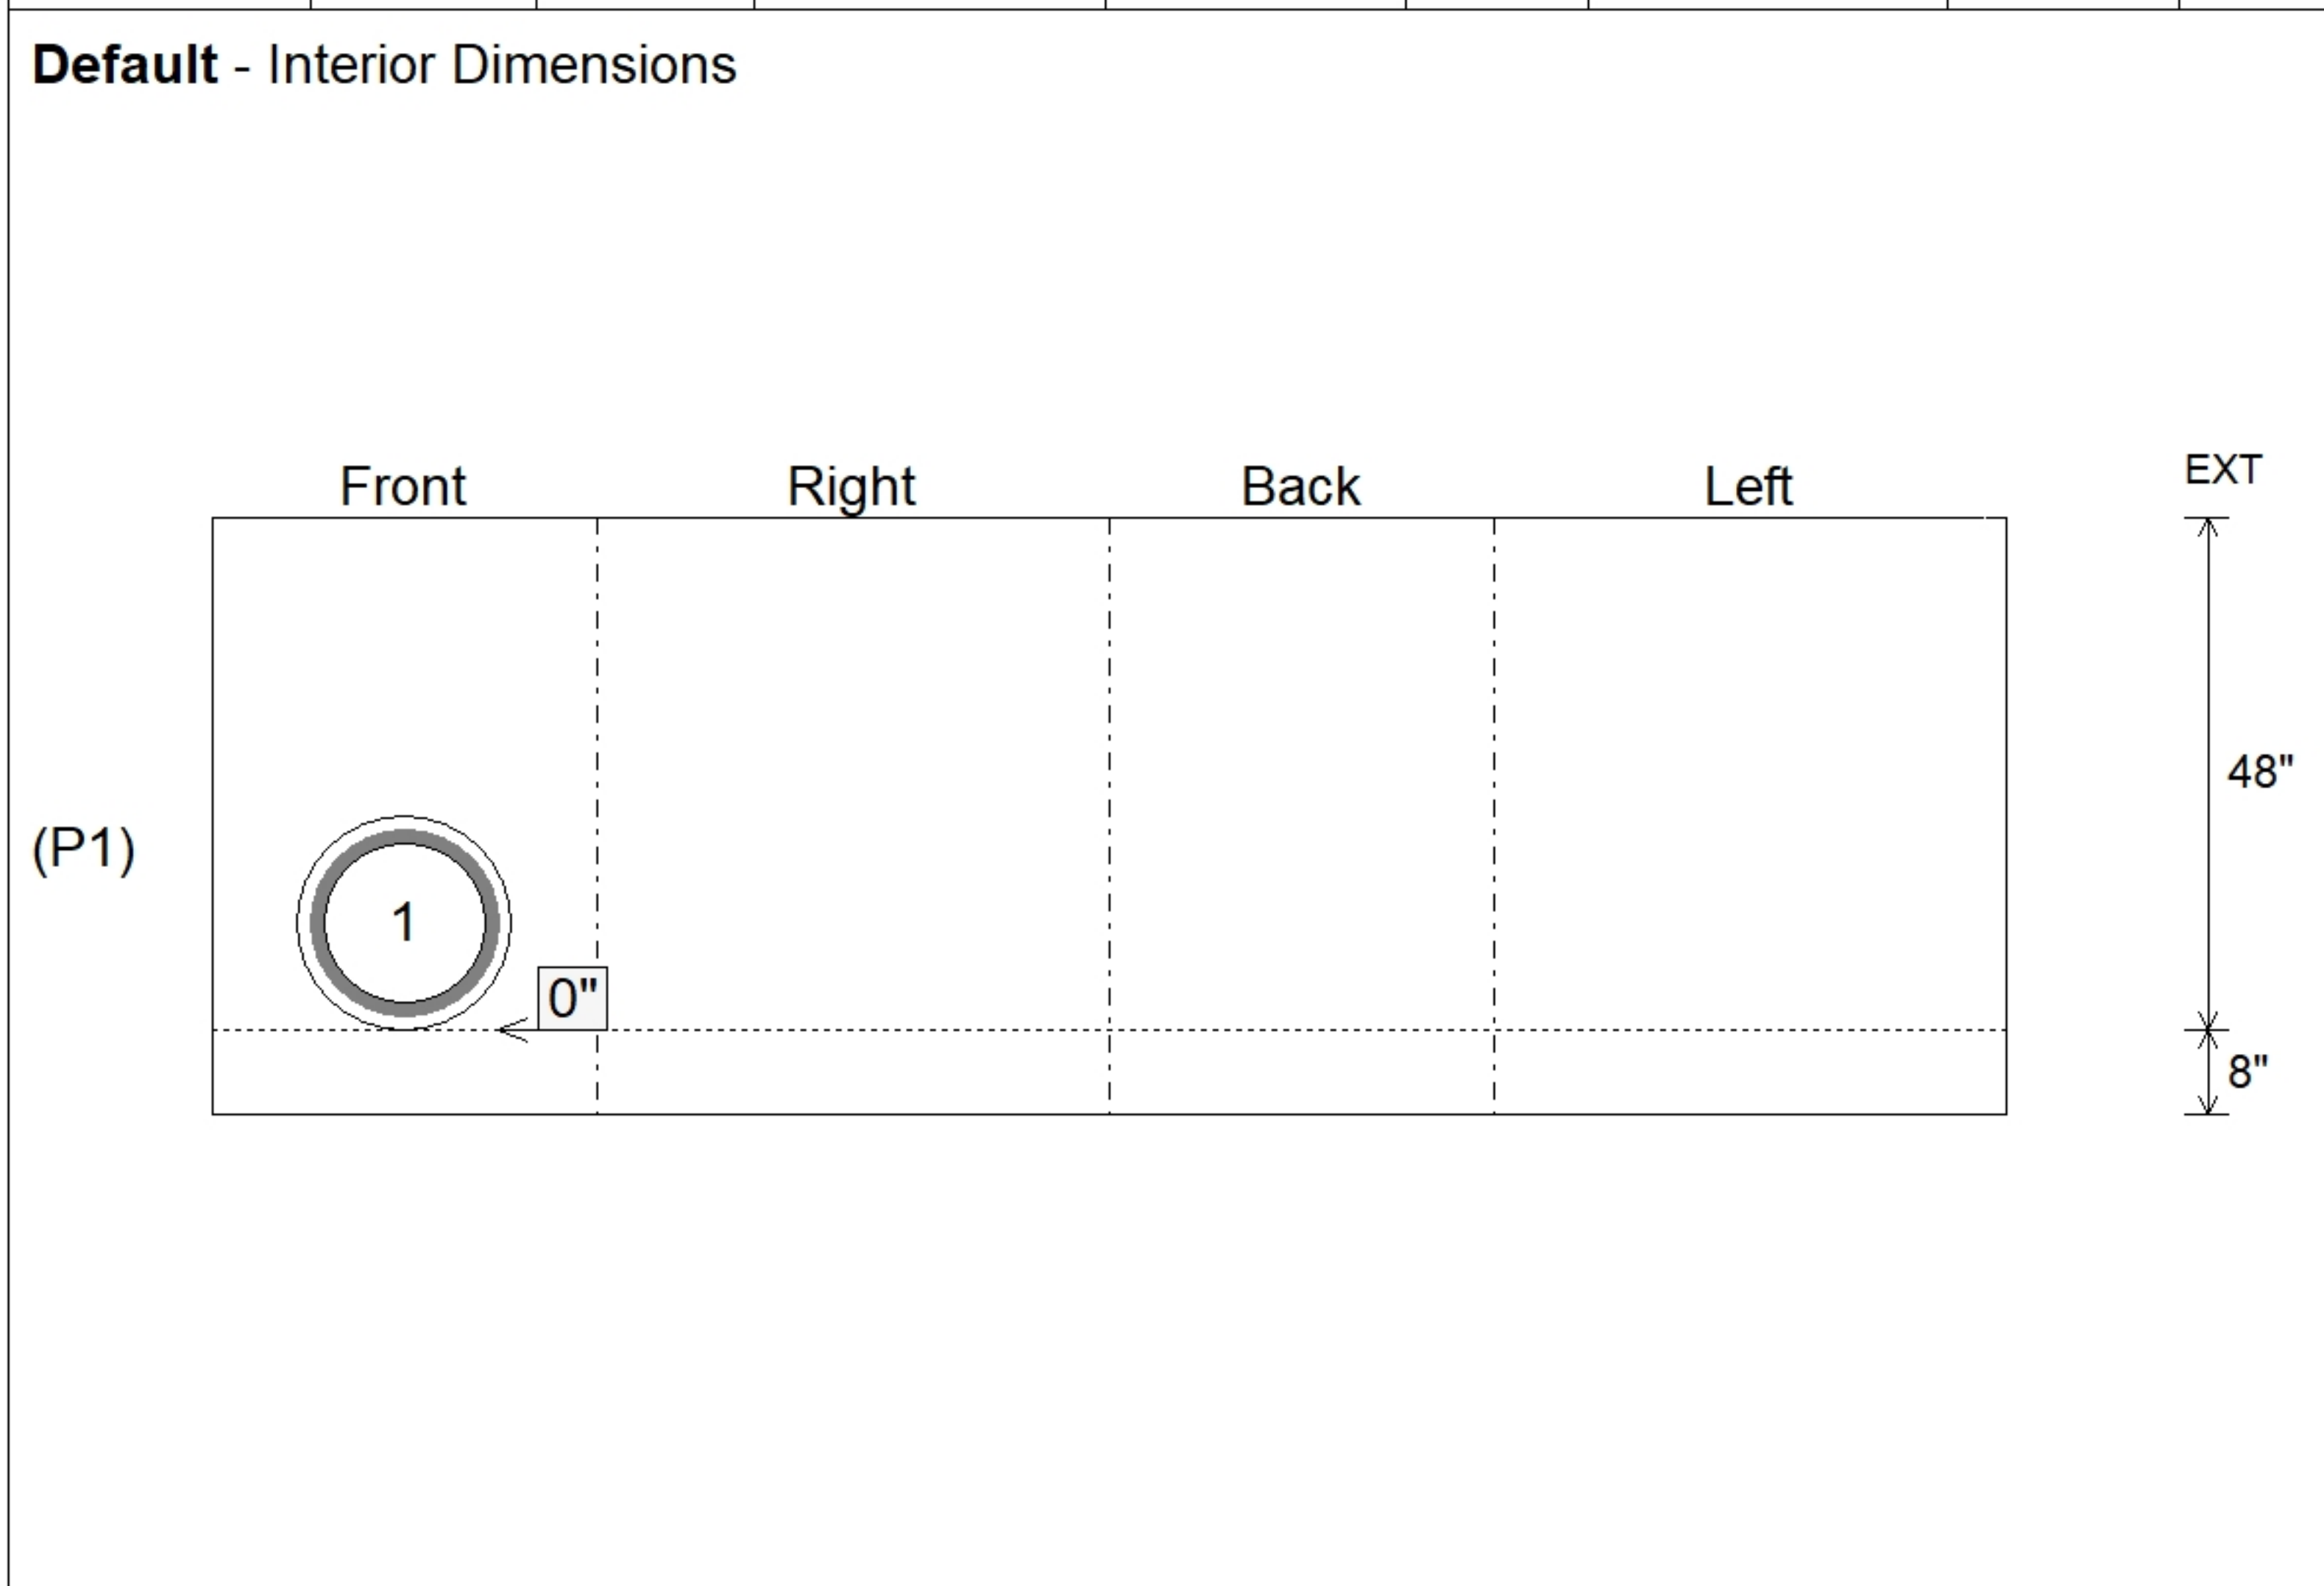 Default - Interior Dimensions
Front Right Back Left EXT
48"
(P1)
1
0"
8"